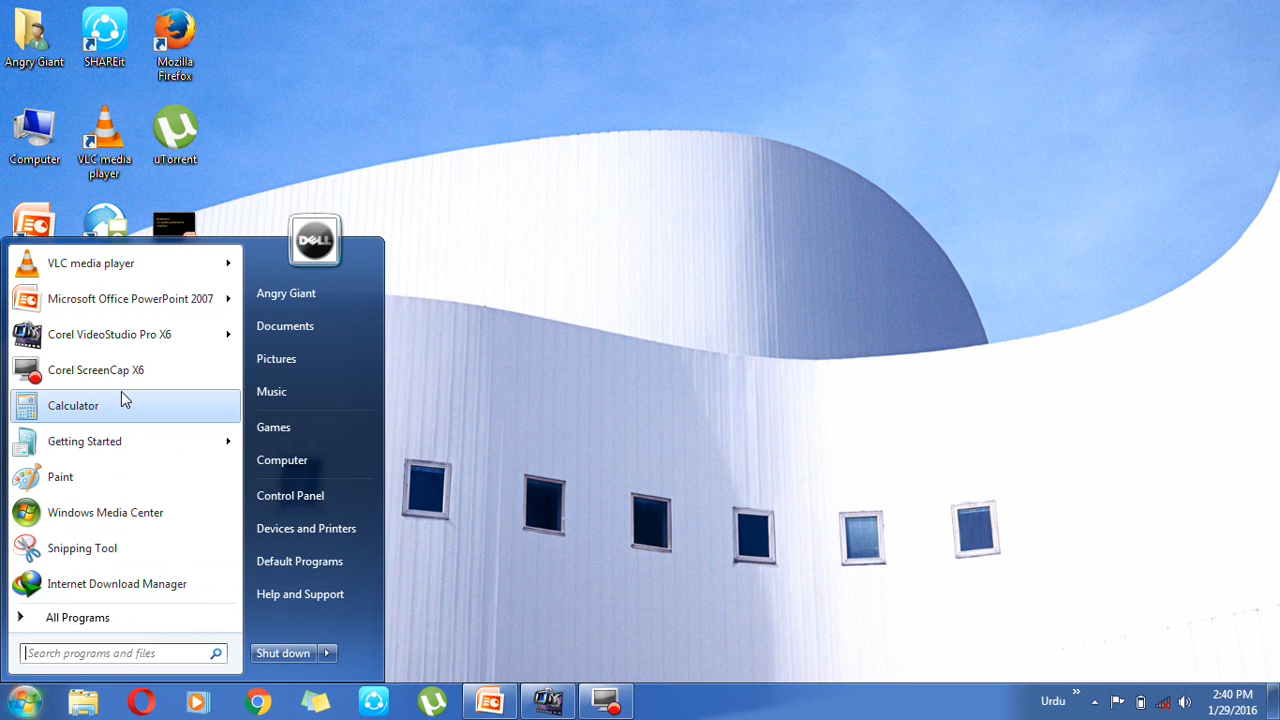 Angry Giant
SHAREit
Mozilla
Firefox
Computer
VLC media
player
uTorrent
DELL
VLC media player
Microsoft Office PowerPoint 2007
Corel VideoStudio Pro X6
Corel ScreenCap X6
Calculator
Getting Started
Paint
Windows Media Center
Snipping Tool
Internet Download Manager
All Programs
Search programs and files
Angry Giant
Documents
Pictures
Music
Games
Computer
Control Panel
Devices and Printers
Default Programs
Help and Support
Shut down
Urdu
2:40 PM
1/29/2016